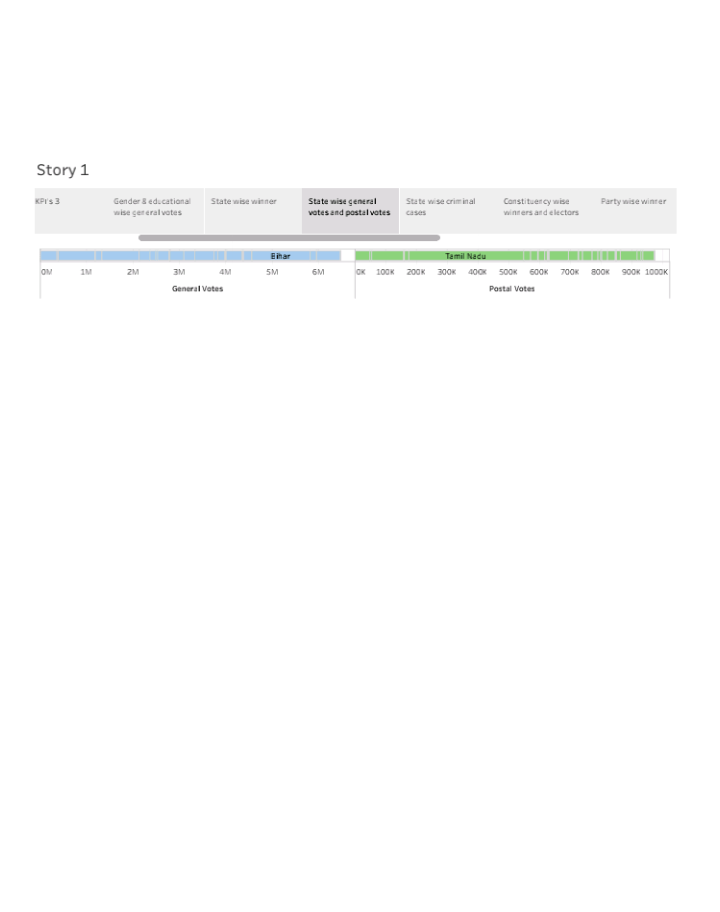 Story 1
KPI's 3
Gender & educational
wise general votes
State wise winner
State wise general
votes and postal votes
State wise criminal
cases
Constituency wise
winners and electors
Party wise winner
Bihar
Tamil Nadu
0M 1M 2M 3M 4M 5M 6M
0K 100K 200K 300K 400K 500K 600K 700K 800K 900K 1000K
General Votes
Postal Votes